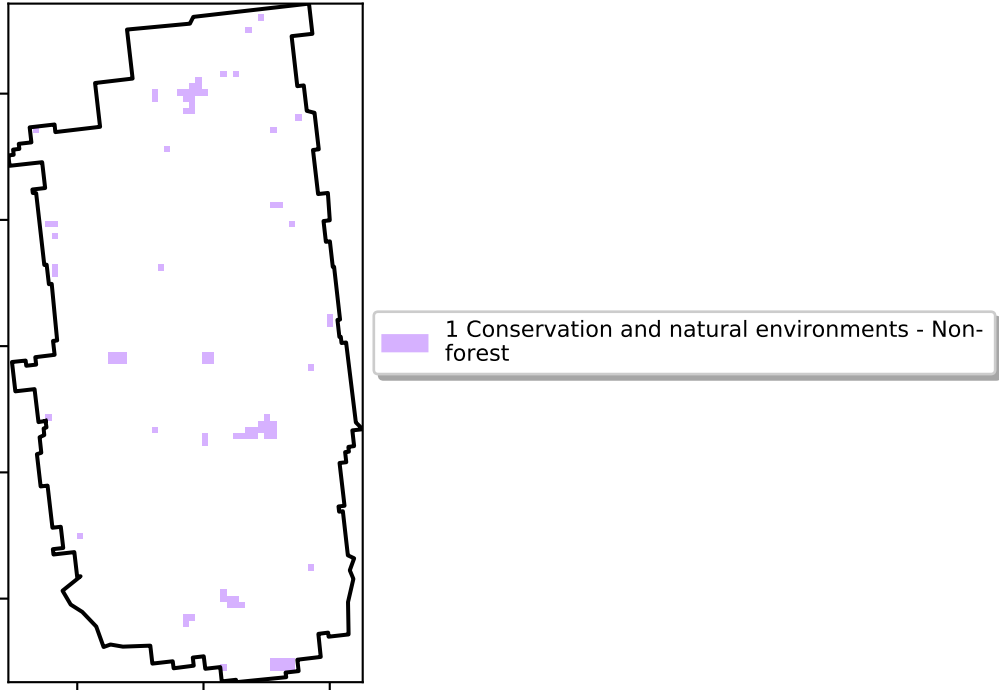 1 Conservation and natural environments - Non-
forest